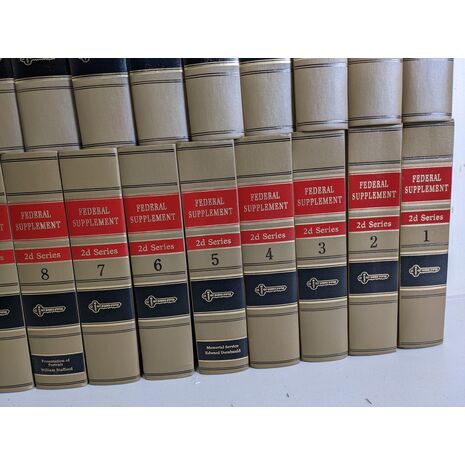 FEDERAL
SUPPLEMENT
2d Series
8
Presentation of
Portrait
William Stafford
FEDERAL
SUPPLEMENT
2d Series
7
FEDERAL
SUPPLEMENT
2d Series
6
FEDERAL
SUPPLEMENT
2d Series
5
Memorial Service
FEDERAL
SUPPLEMENT
2d Series
4
FEDERAL
SUPPLEMENT
2d Series
3
FEDERAL
SUPPLEMENT
2d Series
2
FEDERAL
SUPPLEMENT
2d Series
1